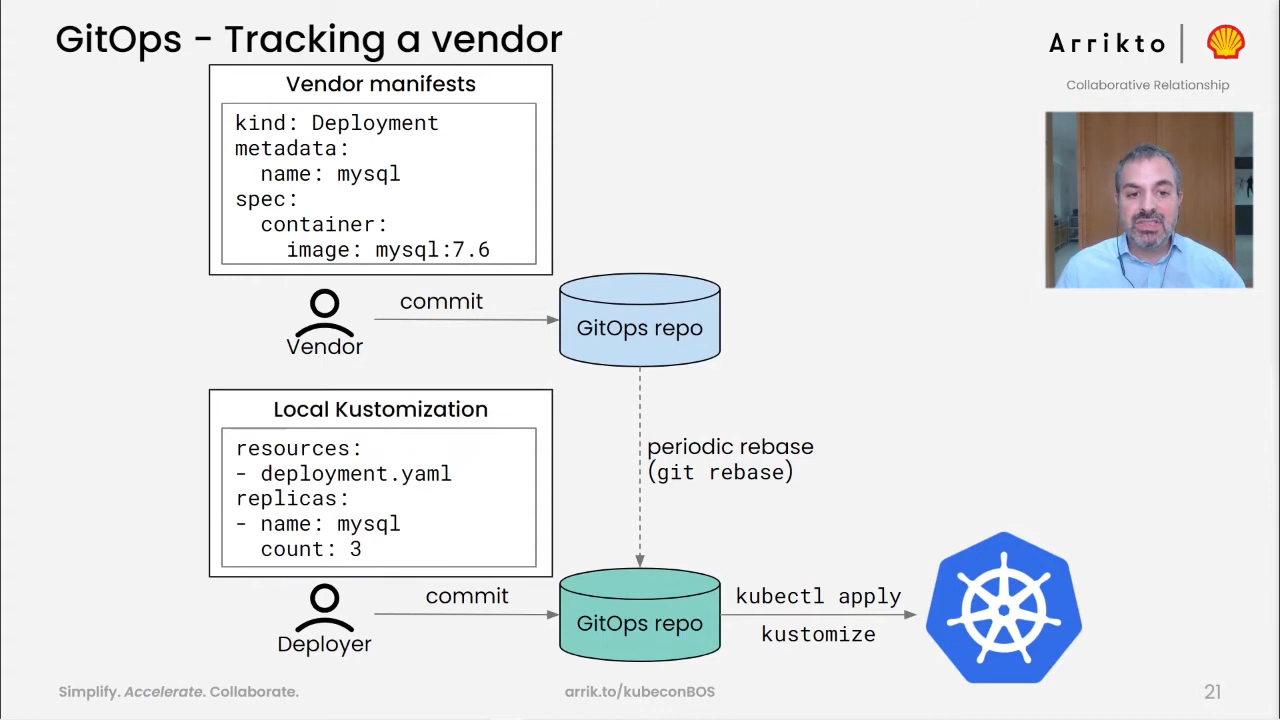 GitOps - Tracking a vendor
Arrikto
Collaborative Relationship
Vendor manifests
kind: Deployment
metadata:
  name: mysql
spec:
  container:
    image: mysql:7.6
commit
Vendor
GitOps repo
Local Kustomization
resources:
- deployment.yaml
replicas:
- name: mysql
  count: 3
periodic rebase
(git rebase)
commit
Deployer
GitOps repo
kubectl apply
kustomize
Simplify. Accelerate. Collaborate.
arrik.to/kubeconBOS
21